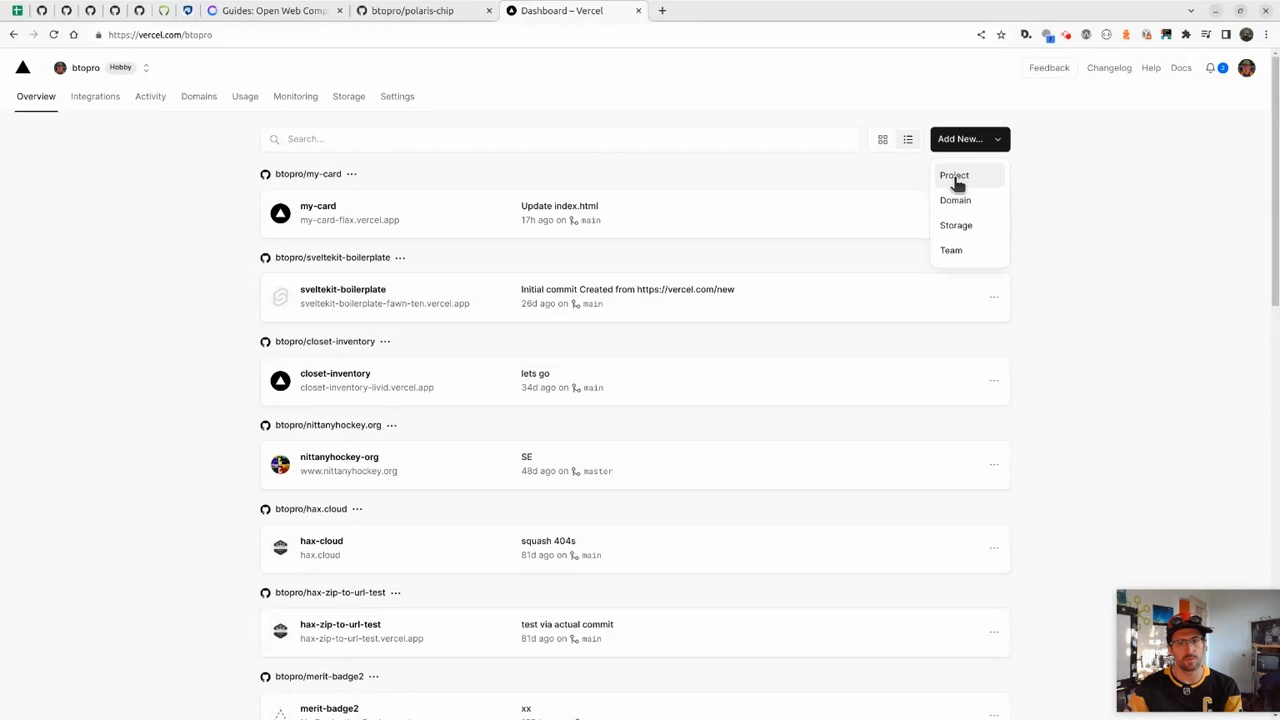 Guides: Open Web Comp
btopro/polaris-chip
Dashboard – Vercel
https://vercel.com/btopro
btopro Hobby
Feedback Changelog Help Docs 2
Overview Integrations Activity Domains Usage Monitoring Storage Settings
Search...
Add New...
Project
Domain
Storage
Team
btopro/my-card
my-card
my-card-flax.vercel.app
Update index.html
17h ago on main
btopro/sveltekit-boilerplate
sveltekit-boilerplate
sveltekit-boilerplate-fawn-ten.vercel.app
Initial commit Created from https://vercel.com/new
26d ago on main
btopro/closet-inventory
closet-inventory
closet-inventory-livid.vercel.app
lets go
34d ago on main
btopro/nittanyhockey.org
nittanyhockey-org
www.nittanyhockey.org
SE
48d ago on master
btopro/hax.cloud
hax-cloud
hax.cloud
squash 404s
81d ago on main
btopro/hax-zip-to-url-test
hax-zip-to-url-test
hax-zip-to-url-test.vercel.app
test via actual commit
81d ago on main
btopro/merit-badge2
merit-badge2
xx